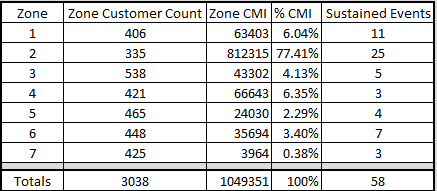 Zone Zone Customer Count Zone CMI % CMI Sustained Events
1 406 63403 6.04% 11
2 335 812315 77.41% 25
3 538 43302 4.13% 5
4 421 66643 6.35% 3
5 465 24030 2.29% 4
6 448 35694 3.40% 7
7 425 3964 0.38% 3
Totals 3038 1049351 100% 58